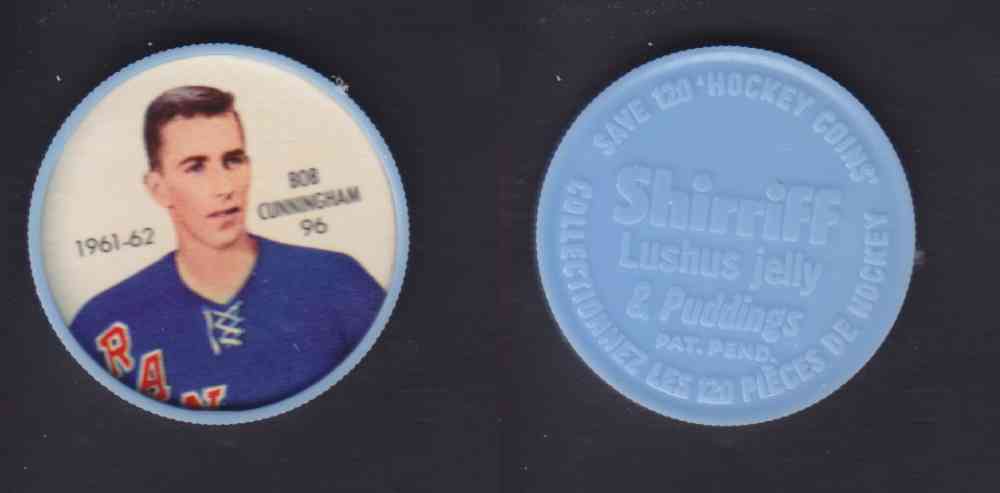 BOB
CUNNINGHAM
96
1961-62
RAN
SAVE 120 "HOCKEY COINS"
Shirriff
Lushus jelly
& Puddings
PAT. PEND.
COLLECTIONNEZ LES 120 PIÈCES DE HOCKEY